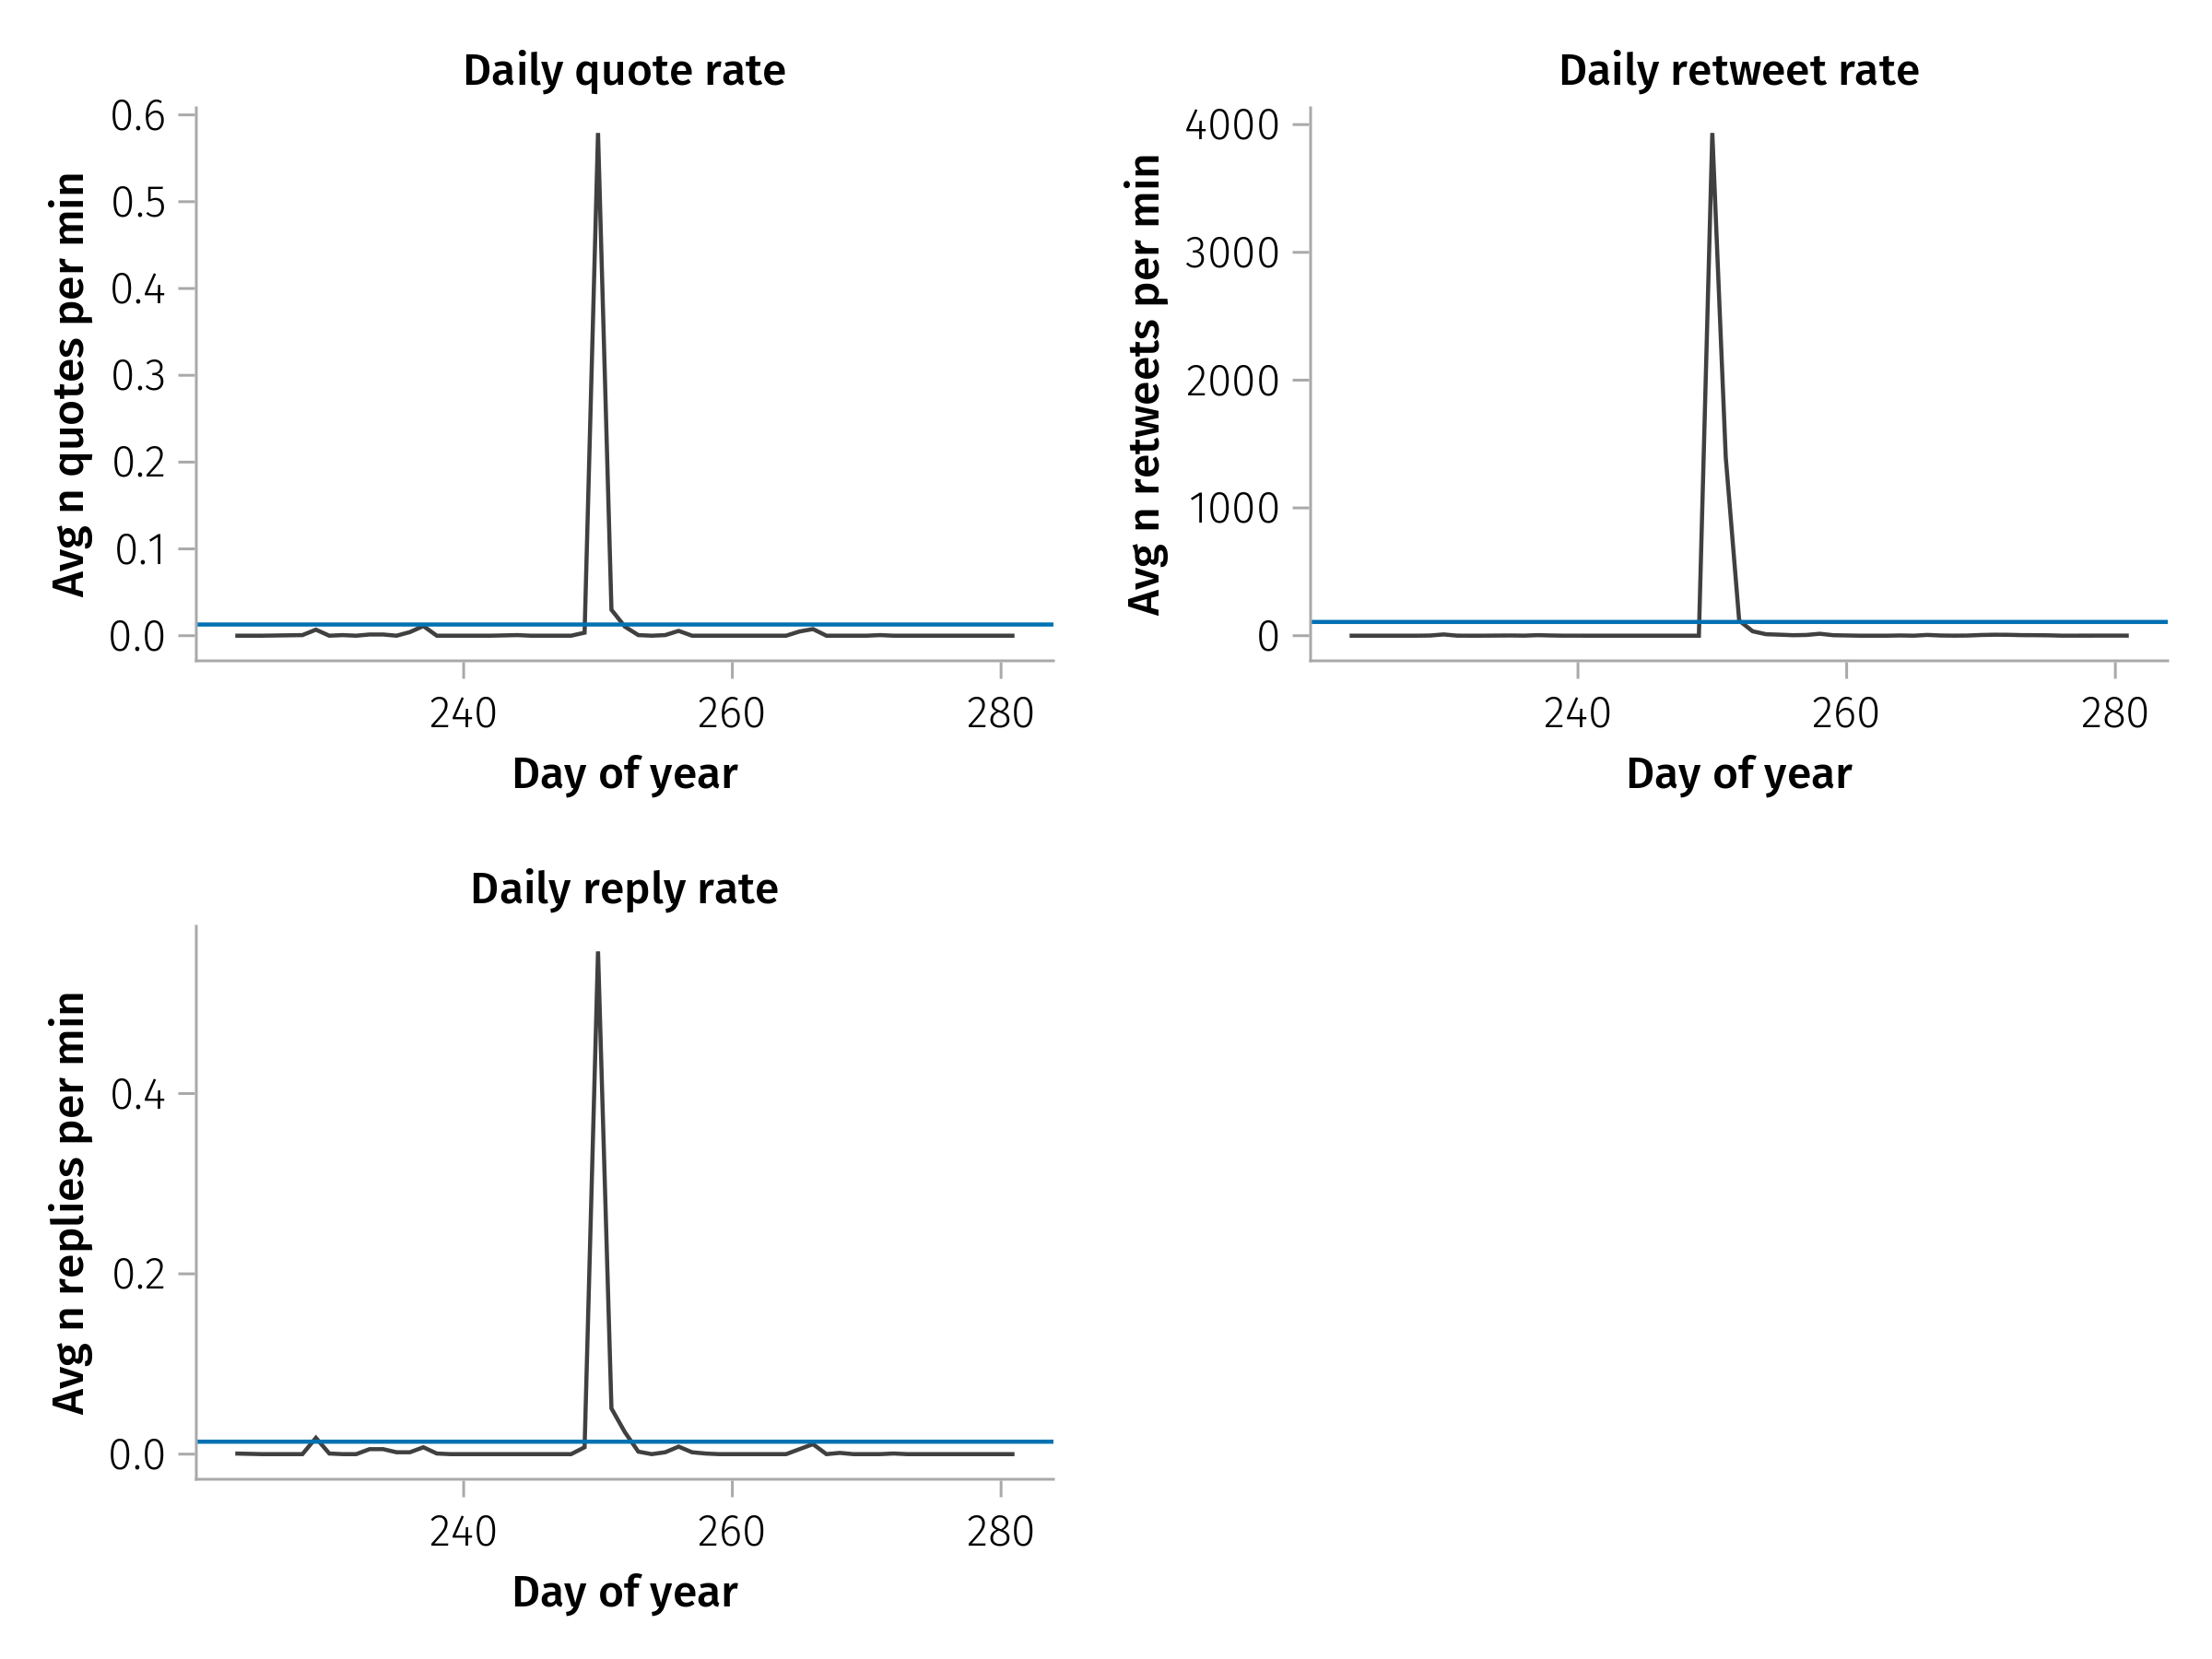 Daily quote rate
Avg n quotes per min
0.6
0.5
0.4
0.3
0.2
0.1
0.0
240 260 280
Day of year
Daily retweet rate
Avg n retweets per min
4000
3000
2000
1000
0
240 260 280
Day of year
Daily reply rate
Avg n replies per min
0.4
0.2
0.0
240 260 280
Day of year